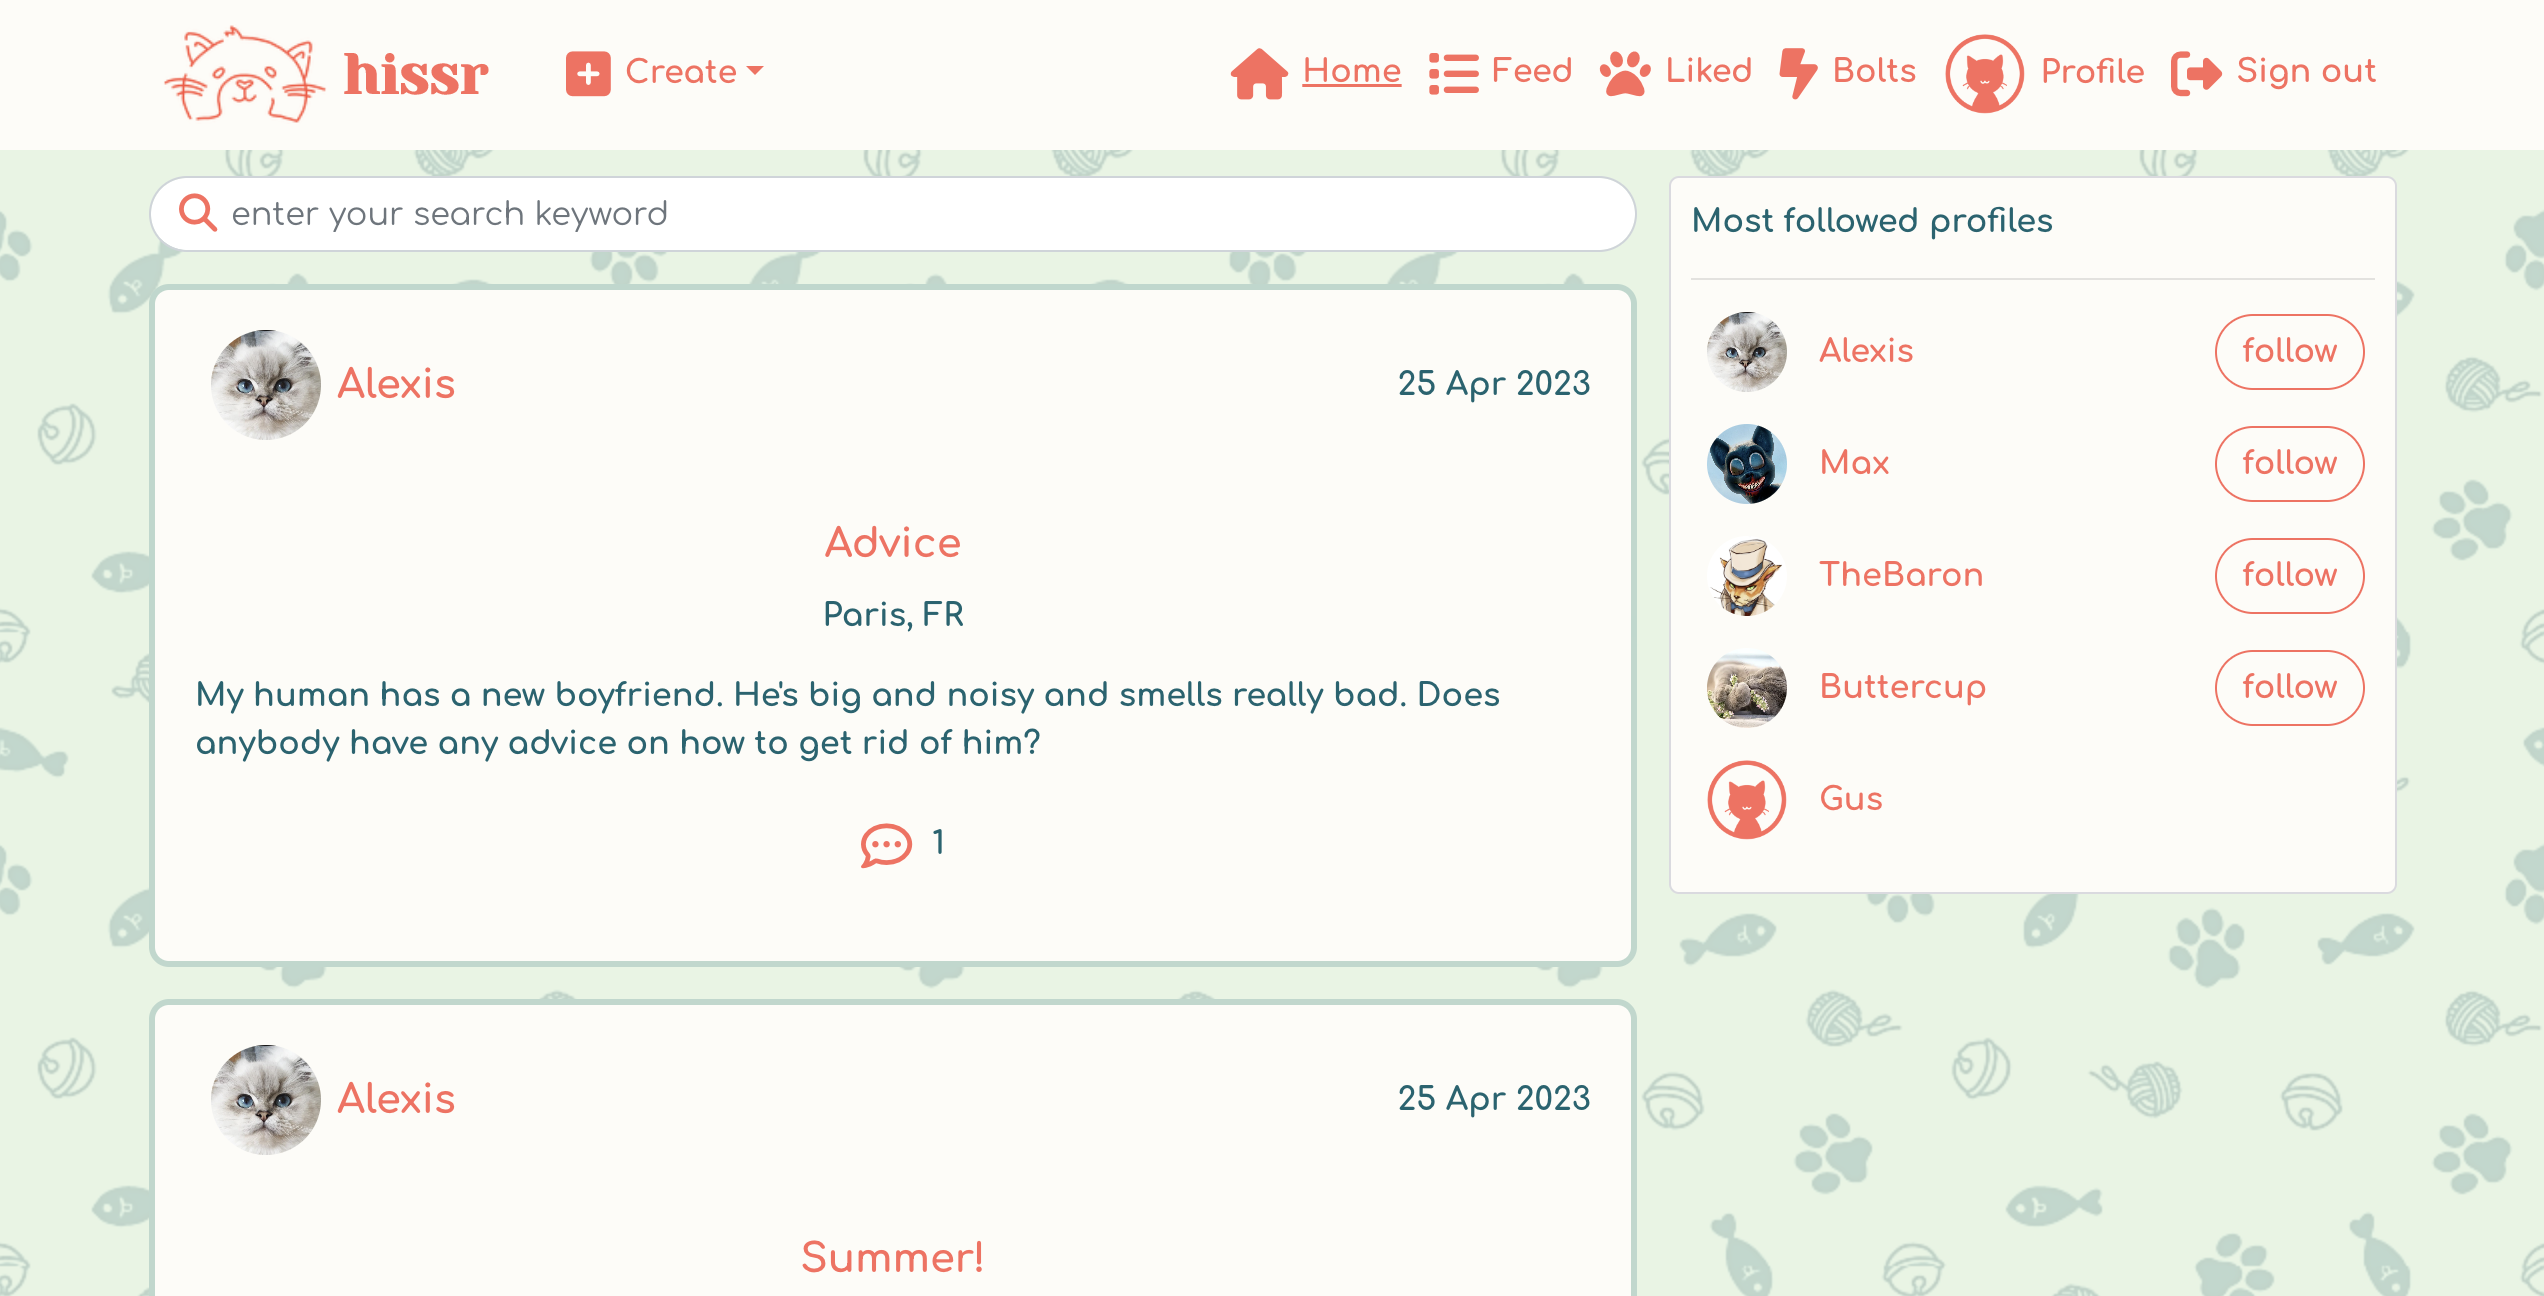 hissr
Create
Home
Feed
Liked
Bolts
Profile
Sign out
enter your search keyword
Alexis
25 Apr 2023
Advice
Paris, FR
My human has a new boyfriend. He's big and noisy and smells really bad. Does
anybody have any advice on how to get rid of him?
1
Alexis
25 Apr 2023
Summer!
Most followed profiles
Alexis
follow
Max
follow
TheBaron
follow
Buttercup
follow
Gus